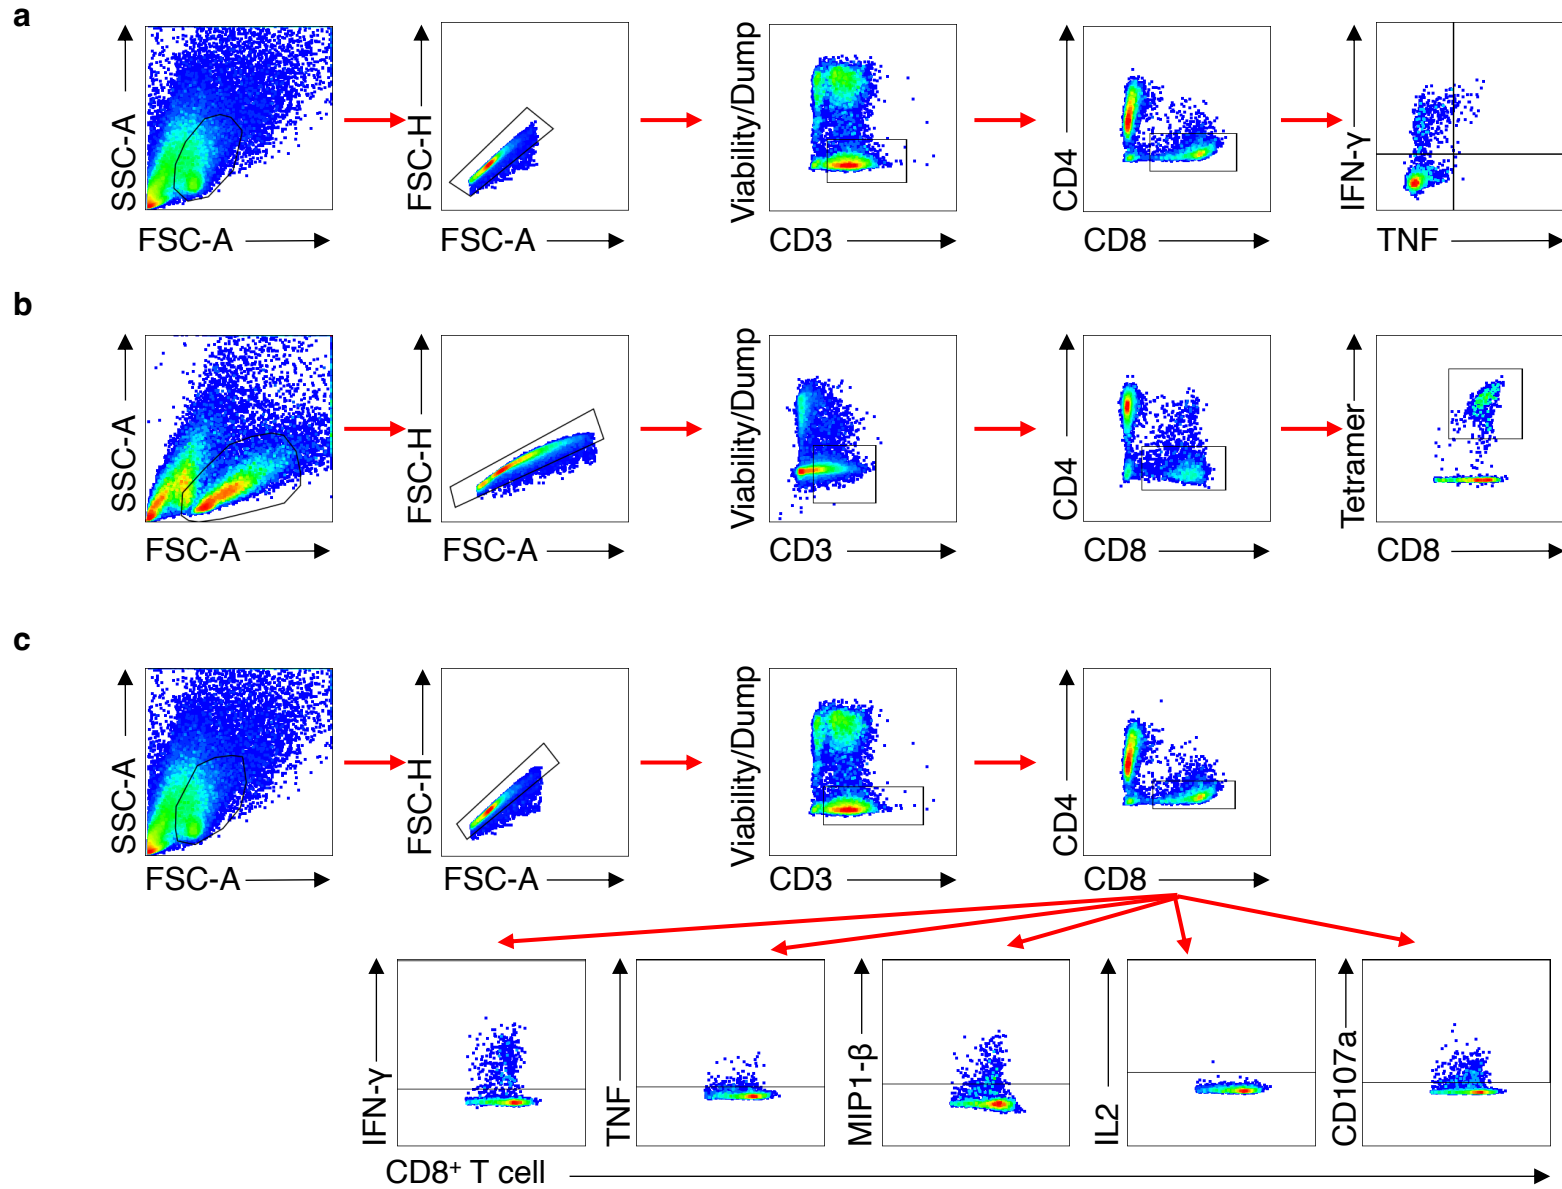 a
SSC-A
FSC-A
FSC-H
FSC-A
Viability/Dump
CD3
CD4
CD8
IFN-γ
TNF
b
SSC-A
FSC-A
FSC-H
FSC-A
Viability/Dump
CD3
CD4
CD8
Tetramer
CD8
c
SSC-A
FSC-A
FSC-H
FSC-A
Viability/Dump
CD3
CD4
CD8
IFN-γ
TNF
MIP1-β
IL2
CD107a
CD8⁺ T cell